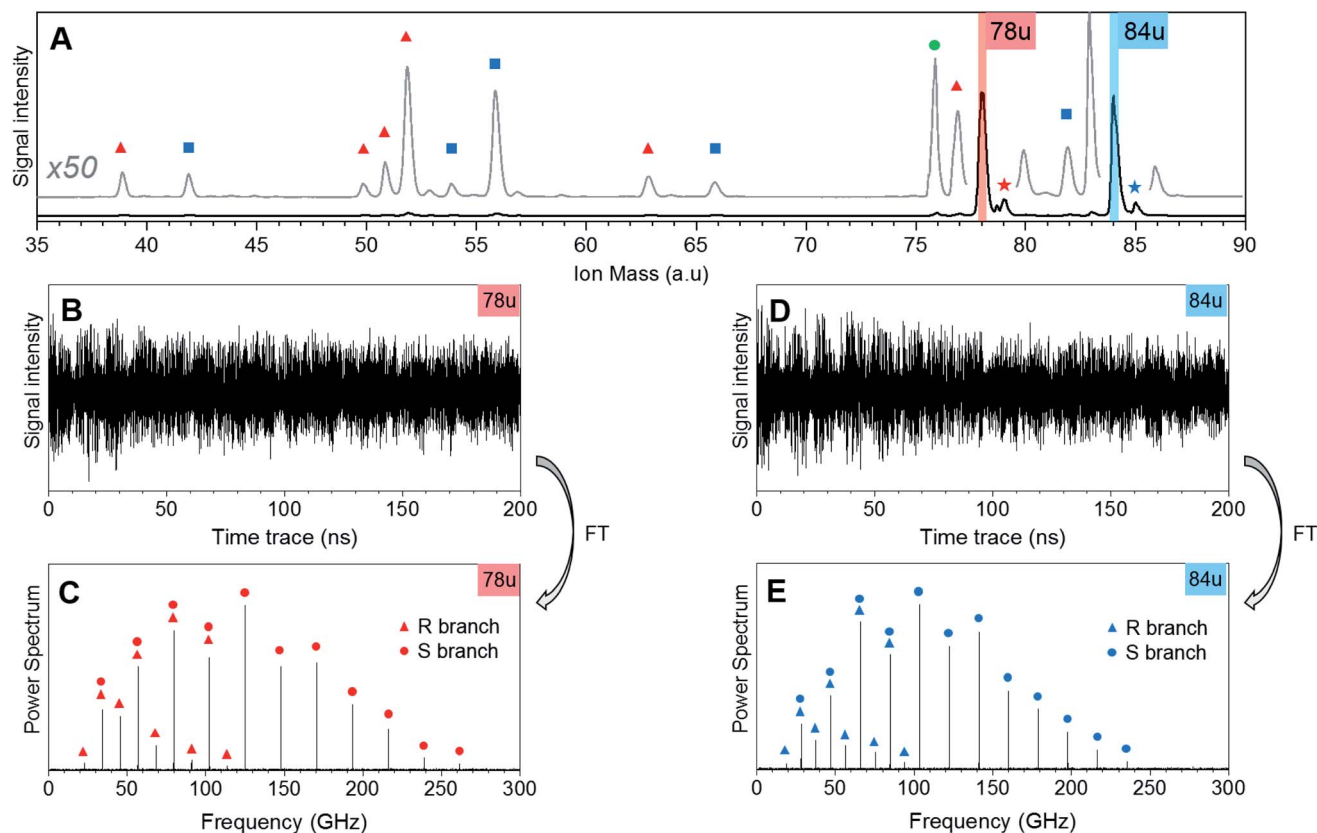 A
78u
84u
Signal intensity
x50
35 40 45 50 55 60 65 70 75 80 85 90
Ion Mass (a.u)
B
78u
Signal intensity
0 50 100 150 200
Time trace (ns)
FT
D
84u
Signal intensity
0 50 100 150 200
Time trace (ns)
FT
C
78u
R branch
S branch
Power Spectrum
0 50 100 150 200 250 300
Frequency (GHz)
E
84u
R branch
S branch
Power Spectrum
0 50 100 150 200 250 300
Frequency (GHz)